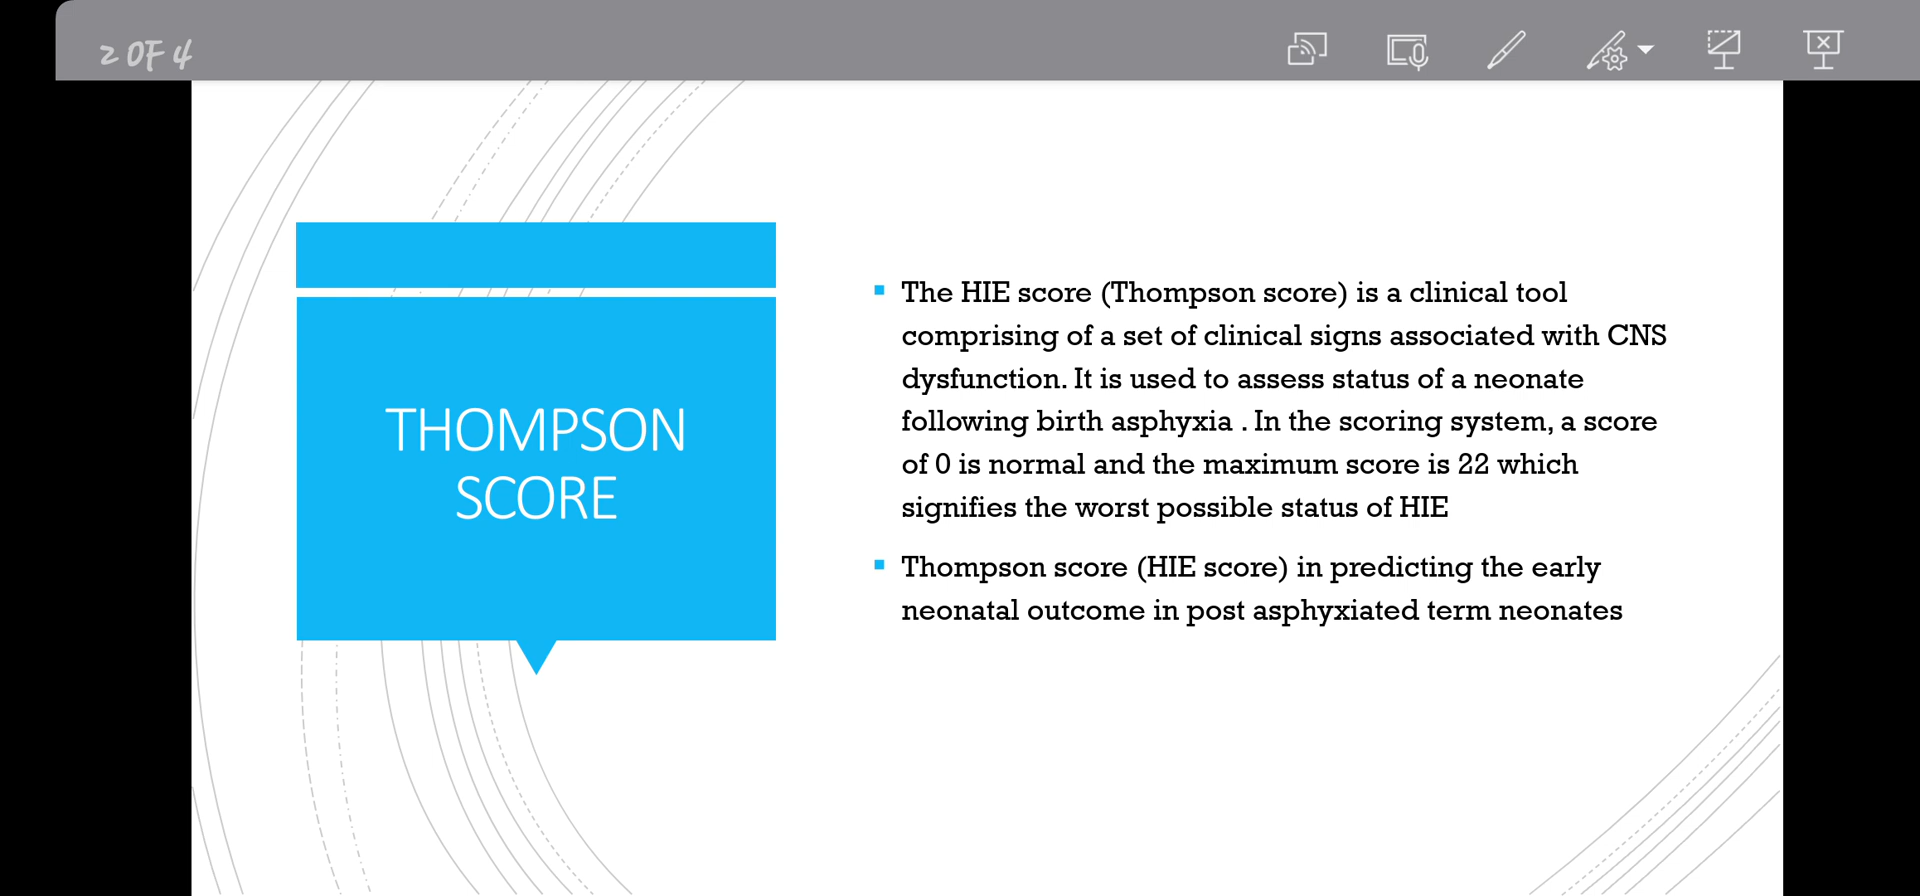 2 OF 4
THOMPSON
SCORE
The HIE score (Thompson score) is a clinical tool
comprising of a set of clinical signs associated with CNS
dysfunction. It is used to assess status of a neonate
following birth asphyxia . In the scoring system, a score
of 0 is normal and the maximum score is 22 which
signifies the worst possible status of HIE
Thompson score (HIE score) in predicting the early
neonatal outcome in post asphyxiated term neonates